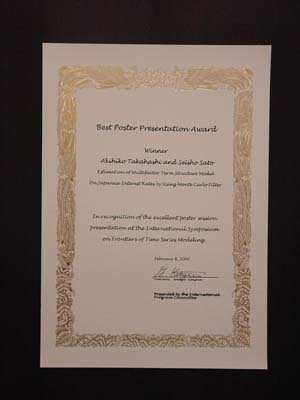 Best Poster Presentation Award
Winner
Akihiko Takahashi and Seisho Sato
Estimation of Multifactor Term Structure Model
On Japanese Interest Rates by Using Monte Carlo Filter
In recognition of the excellent poster session
presentation at the International Symposium
on Frontiers of Time Series Modeling.
February 8, 2000
Presented by the International
Program Committee